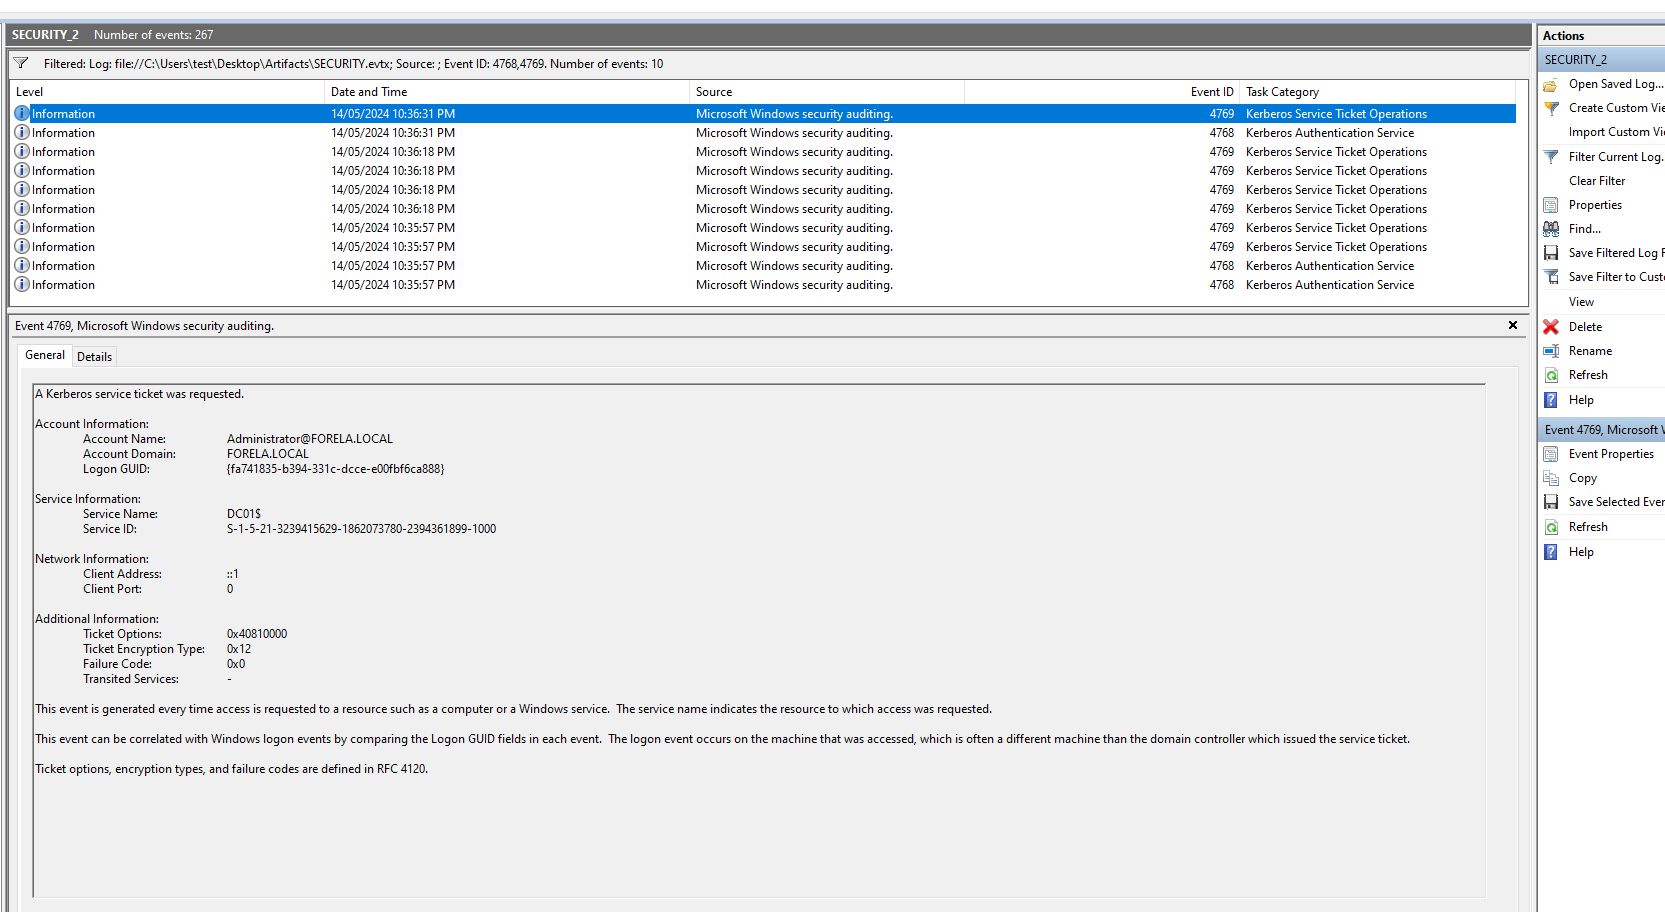 SECURITY_2 Number of events: 267
Filtered: Log: file://C:\Users\test\Desktop\Artifacts\SECURITY.evtx; Source: ; Event ID: 4768,4769. Number of events: 10
Level Date and Time Source Event ID Task Category
Information 14/05/2024 10:36:31 PM Microsoft Windows security auditing. 4769 Kerberos Service Ticket Operations
Information 14/05/2024 10:36:31 PM Microsoft Windows security auditing. 4768 Kerberos Authentication Service
Information 14/05/2024 10:36:18 PM Microsoft Windows security auditing. 4769 Kerberos Service Ticket Operations
Information 14/05/2024 10:36:18 PM Microsoft Windows security auditing. 4769 Kerberos Service Ticket Operations
Information 14/05/2024 10:36:18 PM Microsoft Windows security auditing. 4769 Kerberos Service Ticket Operations
Information 14/05/2024 10:36:18 PM Microsoft Windows security auditing. 4769 Kerberos Service Ticket Operations
Information 14/05/2024 10:35:57 PM Microsoft Windows security auditing. 4769 Kerberos Service Ticket Operations
Information 14/05/2024 10:35:57 PM Microsoft Windows security auditing. 4769 Kerberos Service Ticket Operations
Information 14/05/2024 10:35:57 PM Microsoft Windows security auditing. 4768 Kerberos Authentication Service
Information 14/05/2024 10:35:57 PM Microsoft Windows security auditing. 4768 Kerberos Authentication Service
Event 4769, Microsoft Windows security auditing.
General Details
A Kerberos service ticket was requested.
Account Information:
Account Name: Administrator@FORELA.LOCAL
Account Domain: FORELA.LOCAL
Logon GUID: {fa741835-b394-331c-dcce-e00fbf6ca888}
Service Information:
Service Name: DC01$
Service ID: S-1-5-21-3239415629-1862073780-2394361899-1000
Network Information:
Client Address: ::1
Client Port: 0
Additional Information:
Ticket Options: 0x40810000
Ticket Encryption Type: 0x12
Failure Code: 0x0
Transited Services: -
This event is generated every time access is requested to a resource such as a computer or a Windows service.  The service name indicates the resource to which access was requested.
This event can be correlated with Windows logon events by comparing the Logon GUID fields in each event.  The logon event occurs on the machine that was accessed, which is often a different machine than the domain controller which issued the service ticket.
Ticket options, encryption types, and failure codes are defined in RFC 4120.
Actions
SECURITY_2
Open Saved Log...
Create Custom Vie
Import Custom Vi
Filter Current Log.
Clear Filter
Properties
Find...
Save Filtered Log F
Save Filter to Custo
View
Delete
Rename
Refresh
Help
Event 4769, Microsoft W
Event Properties
Copy
Save Selected Ever
Refresh
Help